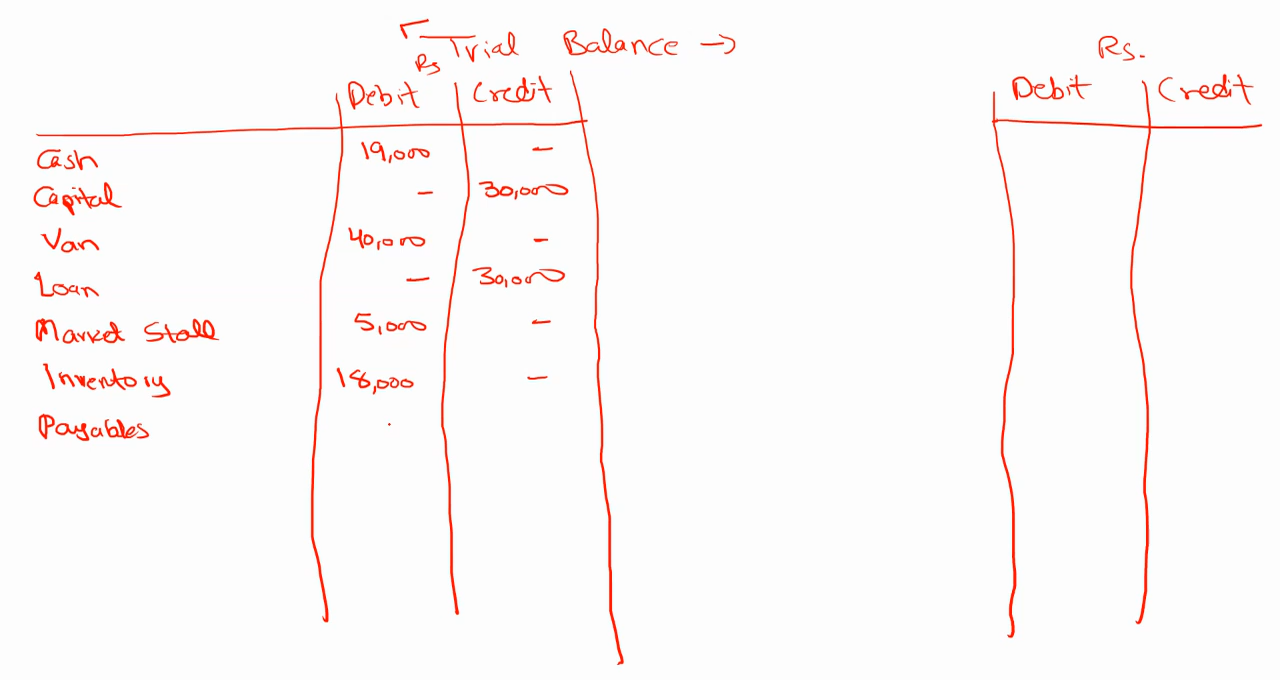 Trial Balance →
Rs
Rs.
Debit Credit
Debit Credit
Cash 19,000 -
Capital - 30,000
Van 40,000 -
Loan - 30,000
Market Stall 5,000 -
Inventory 18,000 -
Payables